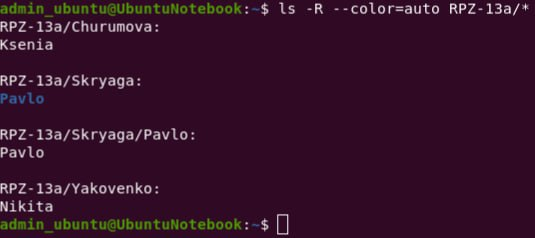 admin_ubuntu@UbuntuNotebook:~$ ls -R --color=auto RPZ-13a/*
RPZ-13a/Churumova:
Ksenia
RPZ-13a/Skryaga:
Pavlo
RPZ-13a/Skryaga/Pavlo:
Pavlo
RPZ-13a/Yakovenko:
Nikita
admin_ubuntu@UbuntuNotebook:~$